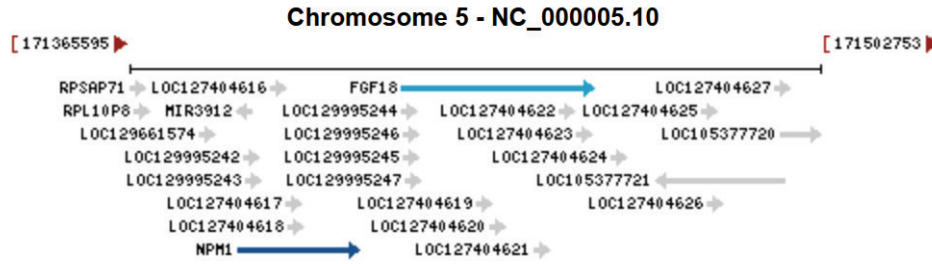 Chromosome 5 - NC_000005.10
[ 171365595 [ 171502753
RPSAP71 LOC127404616 FGF18 LOC127404627
RPL10P8 MIR3912 LOC129995244 LOC127404622 LOC127404625
LOC129661574 LOC129995246 LOC127404623 LOC105377720
LOC129995242 LOC129995245 LOC127404624
LOC129995243 LOC129995247 LOC105377721
LOC127404617 LOC127404619 LOC127404626
LOC127404618 LOC127404620
NPM1 LOC127404621